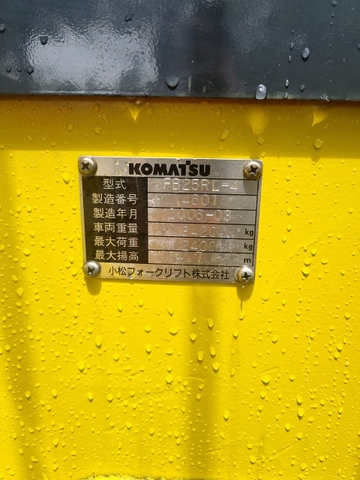 KOMATSU
型式 FB25RL-4
製造番号
製造年月 2006-03
車両重量 kg
最大荷重 kg
最大揚高 m
小松フォークリフト株式会社